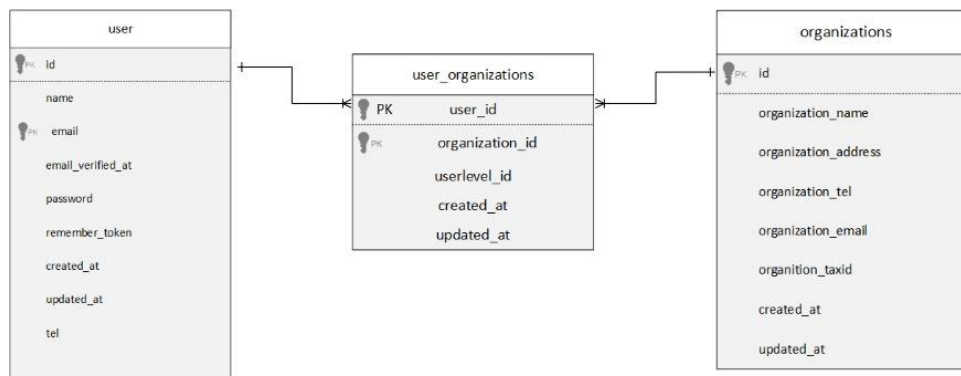 user
PK id
name
PK email
email_verified_at
password
remember_token
created_at
updated_at
tel
user_organizations
PK user_id
PK organization_id
userlevel_id
created_at
updated_at
organizations
PK id
organization_name
organization_address
organization_tel
organization_email
organition_taxid
created_at
updated_at